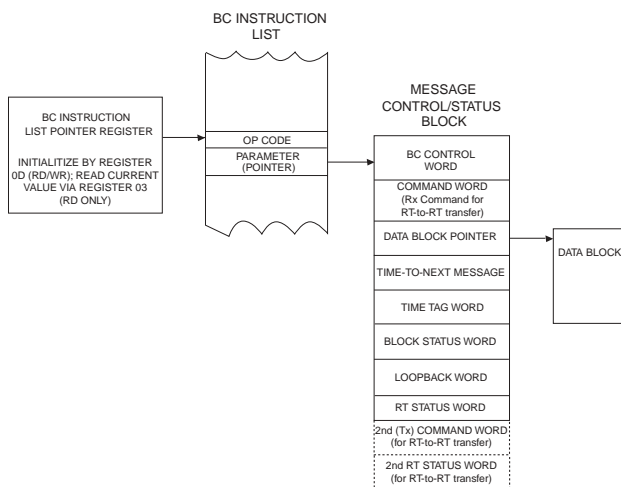 BC INSTRUCTION
LIST
BC INSTRUCTION
LIST POINTER REGISTER
INITIALITIZE BY REGISTER
0D (RD/WR); READ CURRENT
VALUE VIA REGISTER 03
(RD ONLY)
OP CODE
PARAMETER
(POINTER)
MESSAGE
CONTROL/STATUS
BLOCK
BC CONTROL
WORD
COMMAND WORD
(Rx Command for
RT-to-RT transfer)
DATA BLOCK POINTER
TIME-TO-NEXT MESSAGE
TIME TAG WORD
BLOCK STATUS WORD
LOOPBACK WORD
RT STATUS WORD
2nd (Tx) COMMAND WORD
(for RT-to-RT transfer)
2nd RT STATUS WORD
(for RT-to-RT transfer)
DATA BLOCK